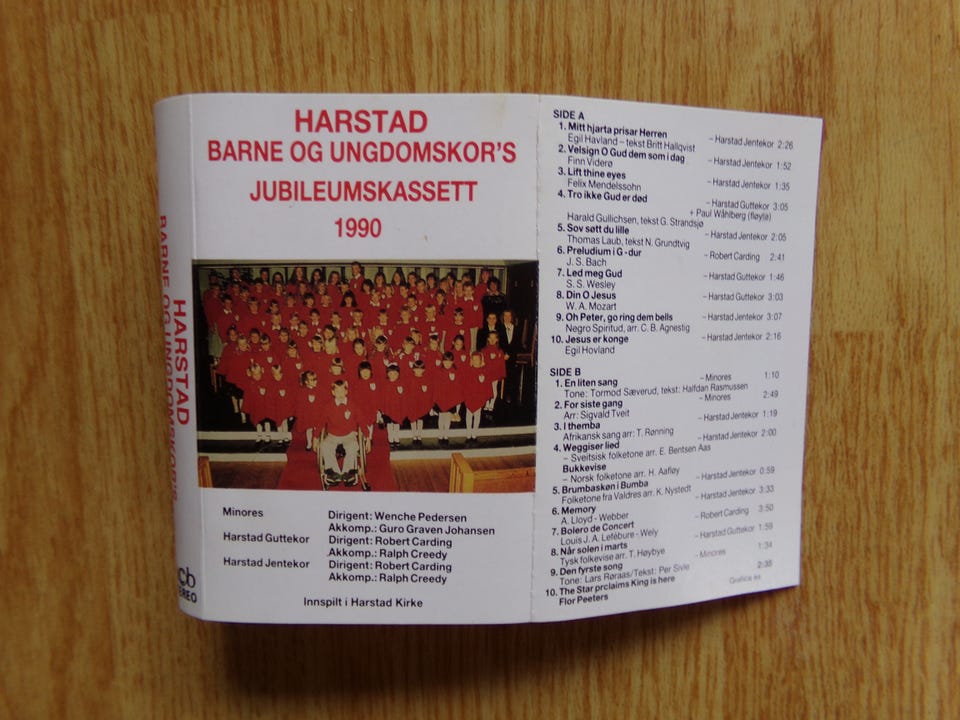 HARSTAD
BARNE OG UNGDOMSKOR'S
JUBILEUMSKASSETT
1990
Minores Dirigent: Wenche Pedersen
Akkomp.: Guro Graven Johansen
Harstad Guttekor Dirigent: Robert Carding
Akkomp.: Ralph Creedy
Harstad Jentekor Dirigent: Robert Carding
Akkomp.: Ralph Creedy
Innspilt i Harstad Kirke
HARSTAD
BARNE OG UNGDOMSKOR'S
SIDE A
1. Mitt hjarta prisar Herren
Egil Havland – tekst Britt Hallqvist – Harstad Jentekor 2:26
2. Velsign O Gud dem som i dag
Finn Viderø – Harstad Jentekor 1:52
3. Lift thine eyes
Felix Mendelssohn – Harstad Jentekor 1:35
4. Tro ikke Gud er død
– Harstad Guttekor 3:05
+ Paul Wåhlberg (fløyte)
Harald Gullichsen, tekst G. Strandsjø
5. Sov søtt du lille
Thomas Laub, tekst N. Grundtvig – Harstad Jentekor 2:05
6. Preludium i G-dur
J. S. Bach – Robert Carding 2:41
7. Led meg Gud
S. S. Wesley – Harstad Guttekor 1:46
8. Din O Jesus
W. A. Mozart – Harstad Guttekor 3:03
9. Oh Peter, go ring dem bells
Negro Spiritud, arr. C. B. Agnestig – Harstad Jentekor 3:07
10. Jesus er konge
Egil Hovland – Harstad Jentekor 2:16
SIDE B
1. En liten sang – Minores 1:10
Tone: Tormod Sæverud, tekst: Halfdan Rasmussen
2. For siste gang – Minores 2:49
Arr: Sigvald Tveit
3. I themba – Harstad Jentekor 1:19
Afrikansk sang arr: T. Rønning
4. Weggiser lied – Harstad Jentekor 2:00
– Sveitsisk folketone arr. E. Bentsen Aas
Bukkevise
– Norsk folketone arr. H. Aafløy
5. Brumbaskøn i Bumba – Harstad Jentekor 0:59
Folketone fra Valdres arr. K. Nystedt
6. Memory – Harstad Jentekor 3:33
A. Lloyd - Webber
7. Bolero de Concert – Robert Carding 3:50
Louis J. A. Lefébure - Wely
8. Når solen i marts – Harstad Guttekor 1:59
Tysk folkevise arr. T. Høybye
9. Den fyrste song – Minores 1:34
Tone: Lars Røraas/Tekst: Per Sivle
10. The Star prclaims King is here 2:35
Flor Peeters